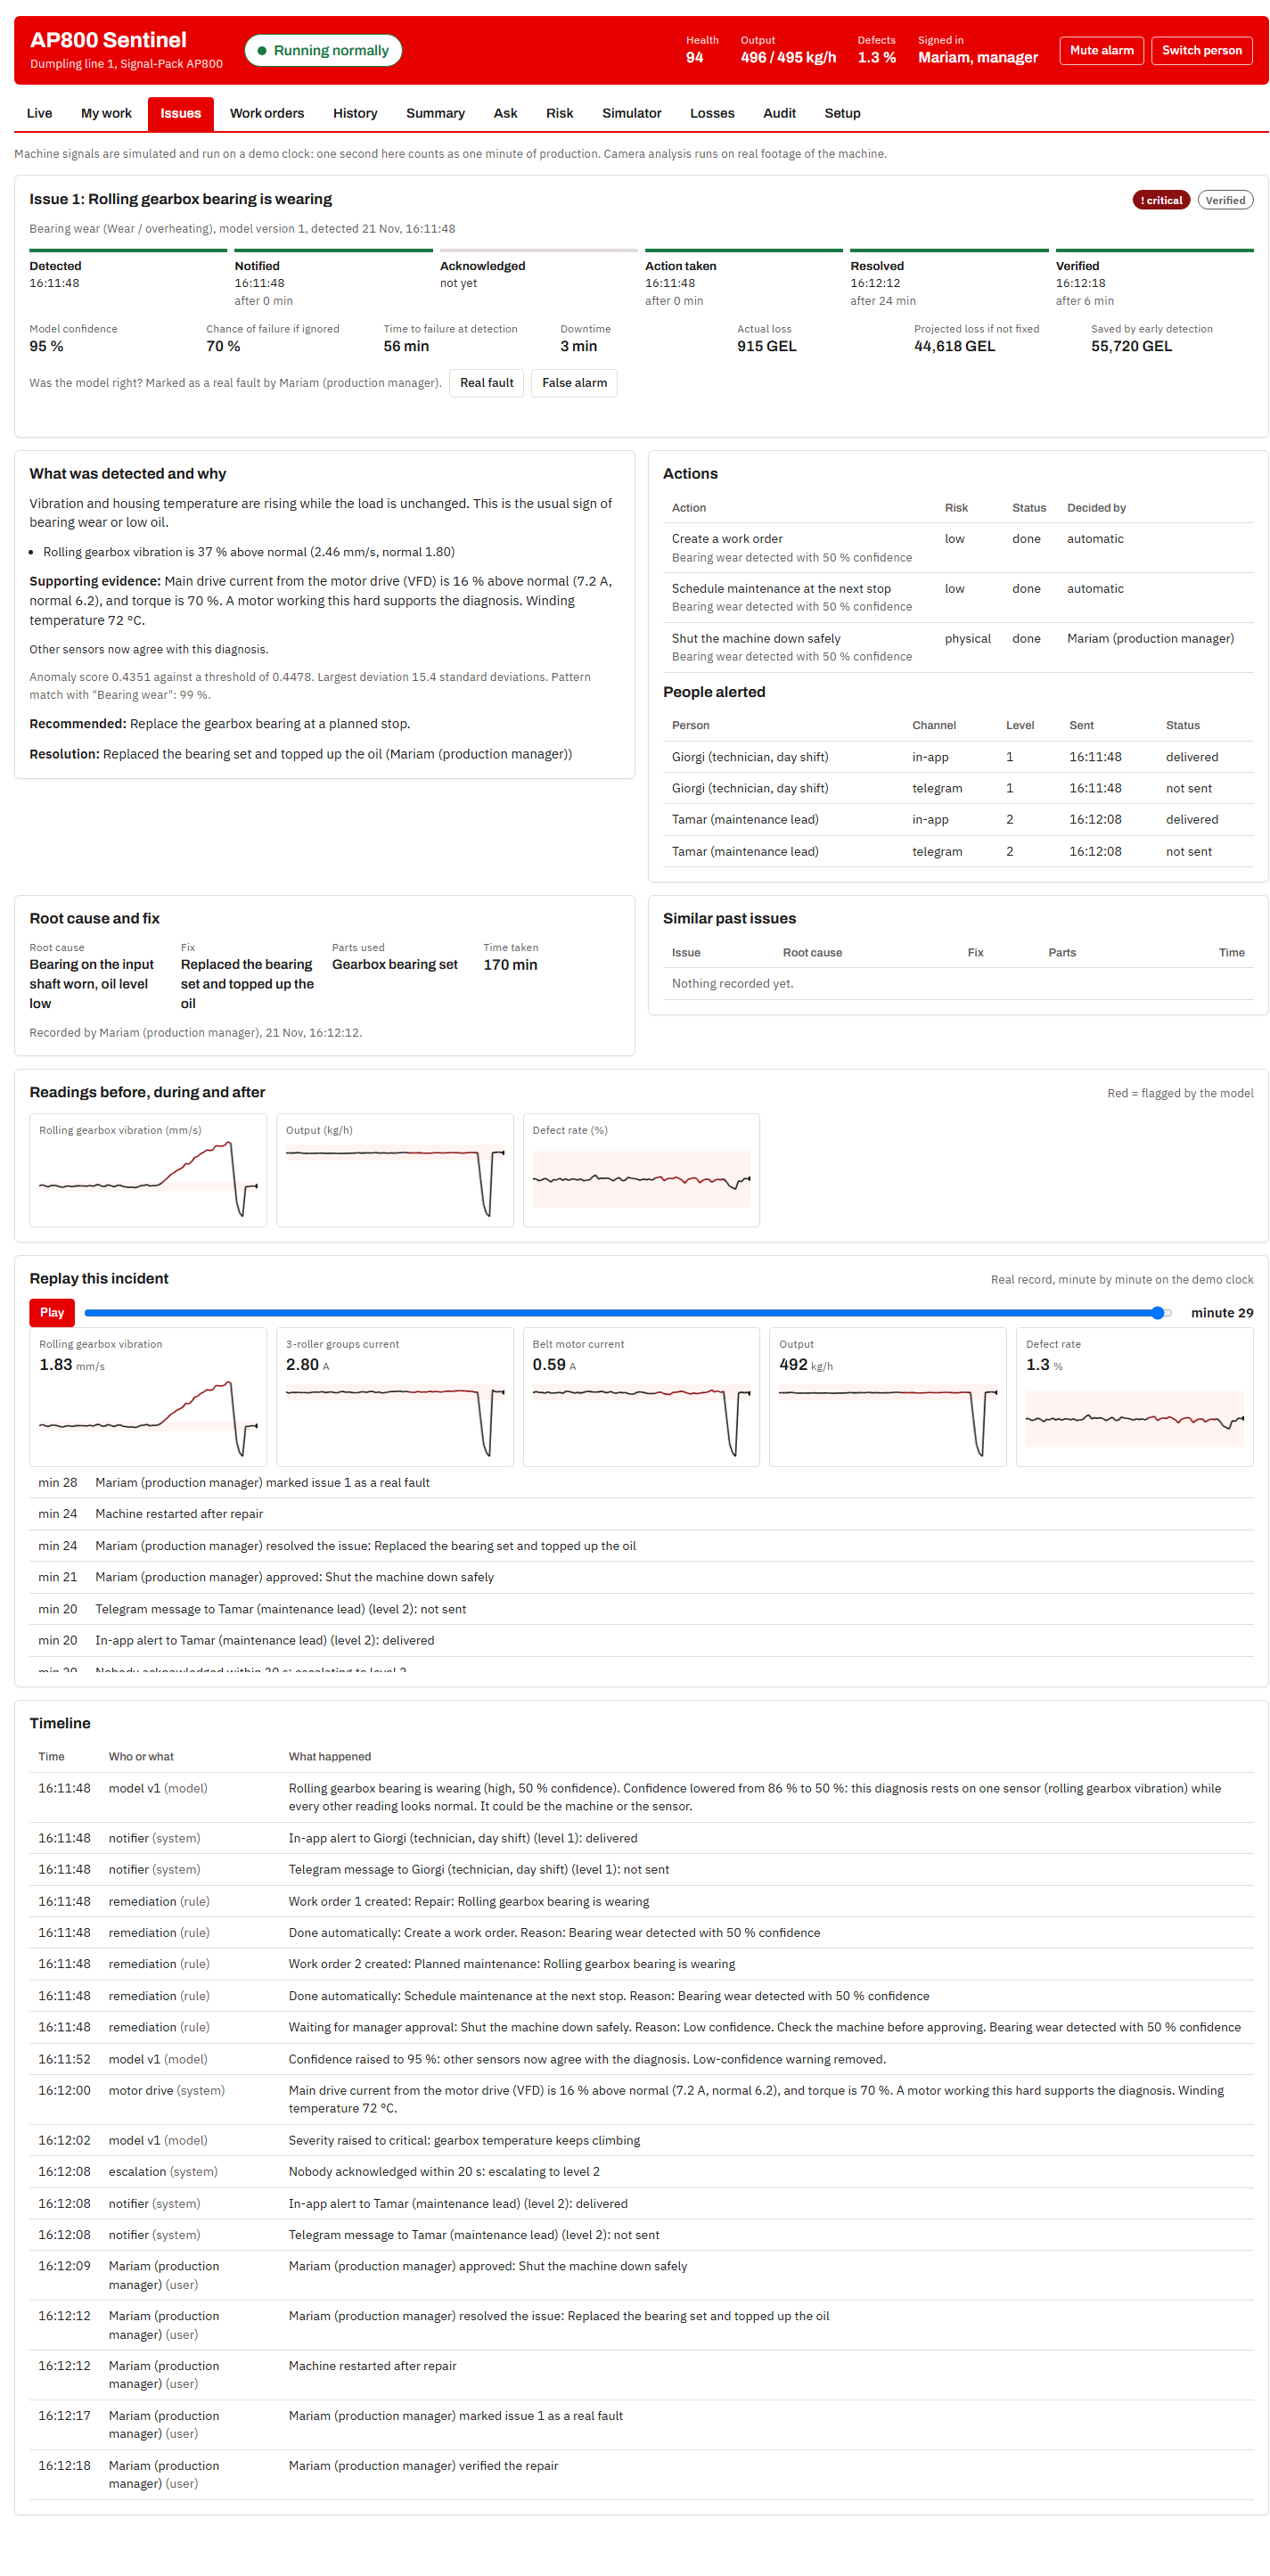 AP800 Sentinel
Dumpling line 1, Signal-Pack AP800
Running normally
Health
94
Output
496 / 495 kg/h
Defects
1.3 %
Signed in
Mariam, manager
Mute alarm
Switch person
Live
My work
Issues
Work orders
History
Summary
Ask
Risk
Simulator
Losses
Audit
Setup
Machine signals are simulated and run on a demo clock: one second here counts as one minute of production. Camera analysis runs on real footage of the machine.
Issue 1: Rolling gearbox bearing is wearing
! critical
Verified
Bearing wear (Wear / overheating), model version 1, detected 21 Nov, 16:11:48
Detected
16:11:48
Notified
16:11:48
after 0 min
Acknowledged
not yet
Action taken
16:11:48
after 0 min
Resolved
16:12:12
after 24 min
Verified
16:12:18
after 6 min
Model confidence
95 %
Chance of failure if ignored
70 %
Time to failure at detection
56 min
Downtime
3 min
Actual loss
915 GEL
Projected loss if not fixed
44,618 GEL
Saved by early detection
55,720 GEL
Was the model right? Marked as a real fault by Mariam (production manager).
Real fault
False alarm
What was detected and why
Vibration and housing temperature are rising while the load is unchanged. This is the usual sign of
bearing wear or low oil.
• Rolling gearbox vibration is 37 % above normal (2.46 mm/s, normal 1.80)
Supporting evidence: Main drive current from the motor drive (VFD) is 16 % above normal (7.2 A,
normal 6.2), and torque is 70 %. A motor working this hard supports the diagnosis. Winding
temperature 72 °C.
Other sensors now agree with this diagnosis.
Anomaly score 0.4351 against a threshold of 0.4478. Largest deviation 15.4 standard deviations. Pattern
match with "Bearing wear": 99 %.
Recommended: Replace the gearbox bearing at a planned stop.
Resolution: Replaced the bearing set and topped up the oil (Mariam (production manager))
Actions
Action Risk Status Decided by
Create a work order low done automatic
Bearing wear detected with 50 % confidence
Schedule maintenance at the next stop low done automatic
Bearing wear detected with 50 % confidence
Shut the machine down safely physical done Mariam (production manager)
Bearing wear detected with 50 % confidence
People alerted
Person Channel Level Sent Status
Giorgi (technician, day shift) in-app 1 16:11:48 delivered
Giorgi (technician, day shift) telegram 1 16:11:48 not sent
Tamar (maintenance lead) in-app 2 16:12:08 delivered
Tamar (maintenance lead) telegram 2 16:12:08 not sent
Root cause and fix
Root cause
Bearing on the input
shaft worn, oil level
low
Fix
Replaced the bearing
set and topped up the
oil
Parts used
Gearbox bearing set
Time taken
170 min
Recorded by Mariam (production manager), 21 Nov, 16:12:12.
Similar past issues
Issue Root cause Fix Parts Time
Nothing recorded yet.
Readings before, during and after
Red = flagged by the model
Rolling gearbox vibration (mm/s)
Output (kg/h)
Defect rate (%)
Replay this incident
Real record, minute by minute on the demo clock
Play
minute 29
Rolling gearbox vibration
1.83 mm/s
3-roller groups current
2.80 A
Belt motor current
0.59 A
Output
492 kg/h
Defect rate
1.3 %
min 28 Mariam (production manager) marked issue 1 as a real fault
min 24 Machine restarted after repair
min 24 Mariam (production manager) resolved the issue: Replaced the bearing set and topped up the oil
min 21 Mariam (production manager) approved: Shut the machine down safely
min 20 Telegram message to Tamar (maintenance lead) (level 2): not sent
min 20 In-app alert to Tamar (maintenance lead) (level 2): delivered
min 20 Nobody acknowledged within 20 s: escalating to level 2
Timeline
Time Who or what What happened
16:11:48 model v1 (model) Rolling gearbox bearing is wearing (high, 50 % confidence). Confidence lowered from 86 % to 50 %: this diagnosis rests on one sensor (rolling gearbox vibration) while
every other reading looks normal. It could be the machine or the sensor.
16:11:48 notifier (system) In-app alert to Giorgi (technician, day shift) (level 1): delivered
16:11:48 notifier (system) Telegram message to Giorgi (technician, day shift) (level 1): not sent
16:11:48 remediation (rule) Work order 1 created: Repair: Rolling gearbox bearing is wearing
16:11:48 remediation (rule) Done automatically: Create a work order. Reason: Bearing wear detected with 50 % confidence
16:11:48 remediation (rule) Work order 2 created: Planned maintenance: Rolling gearbox bearing is wearing
16:11:48 remediation (rule) Done automatically: Schedule maintenance at the next stop. Reason: Bearing wear detected with 50 % confidence
16:11:48 remediation (rule) Waiting for manager approval: Shut the machine down safely. Reason: Low confidence. Check the machine before approving. Bearing wear detected with 50 % confidence
16:11:52 model v1 (model) Confidence raised to 95 %: other sensors now agree with the diagnosis. Low-confidence warning removed.
16:12:00 motor drive (system) Main drive current from the motor drive (VFD) is 16 % above normal (7.2 A, normal 6.2), and torque is 70 %. A motor working this hard supports the diagnosis. Winding
temperature 72 °C.
16:12:02 model v1 (model) Severity raised to critical: gearbox temperature keeps climbing
16:12:08 escalation (system) Nobody acknowledged within 20 s: escalating to level 2
16:12:08 notifier (system) In-app alert to Tamar (maintenance lead) (level 2): delivered
16:12:08 notifier (system) Telegram message to Tamar (maintenance lead) (level 2): not sent
16:12:09 Mariam (production Mariam (production manager) approved: Shut the machine down safely
manager) (user)
16:12:12 Mariam (production Mariam (production manager) resolved the issue: Replaced the bearing set and topped up the oil
manager) (user)
16:12:12 Mariam (production Machine restarted after repair
manager) (user)
16:12:17 Mariam (production Mariam (production manager) marked issue 1 as a real fault
manager) (user)
16:12:18 Mariam (production Mariam (production manager) verified the repair
manager) (user)